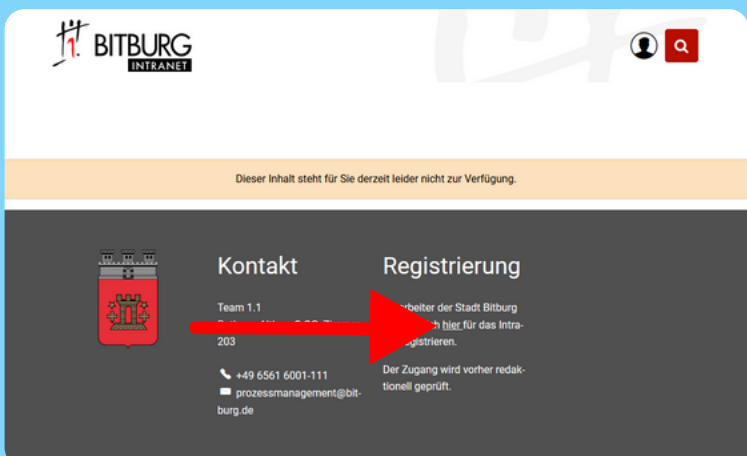 BITBURG
INTRANET
Dieser Inhalt steht für Sie derzeit leider nicht zur Verfügung.
Kontakt
Team 1.1
203
+49 6561 6001-111
prozessmanagement@bit-
burg.de
Registrierung
der Stadt Bitburg
hier für das Intra-
Der Zugang wird vorher redak-
tionell geprüft.